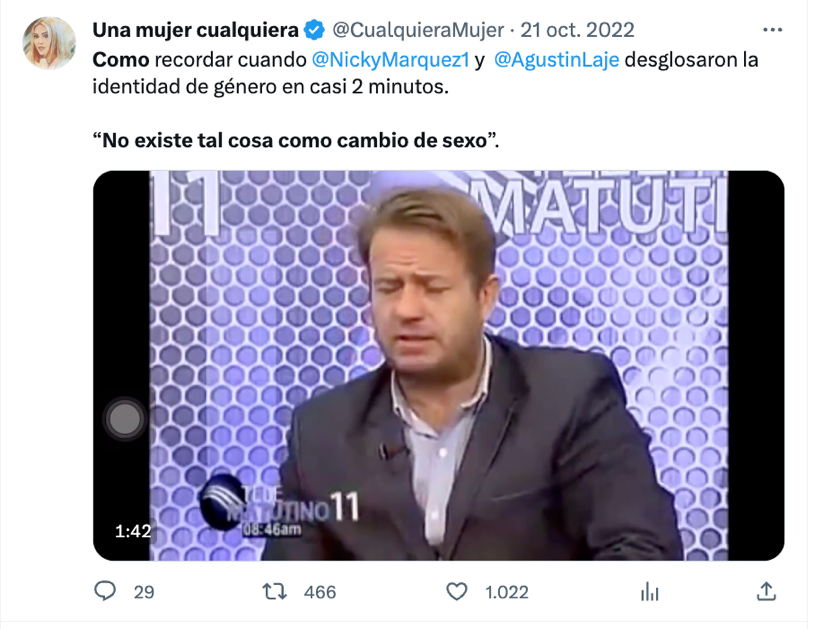 Una mujer cualquiera @CualquieraMujer · 21 oct. 2022
Como recordar cuando @NickyMarquez1 y @AgustinLaje desglosaron la
identidad de género en casi 2 minutos.
“No existe tal cosa como cambio de sexo”.
11
MATUTI
TELE
MATUTINO 11
08:46am
1:42
29 466 1.022